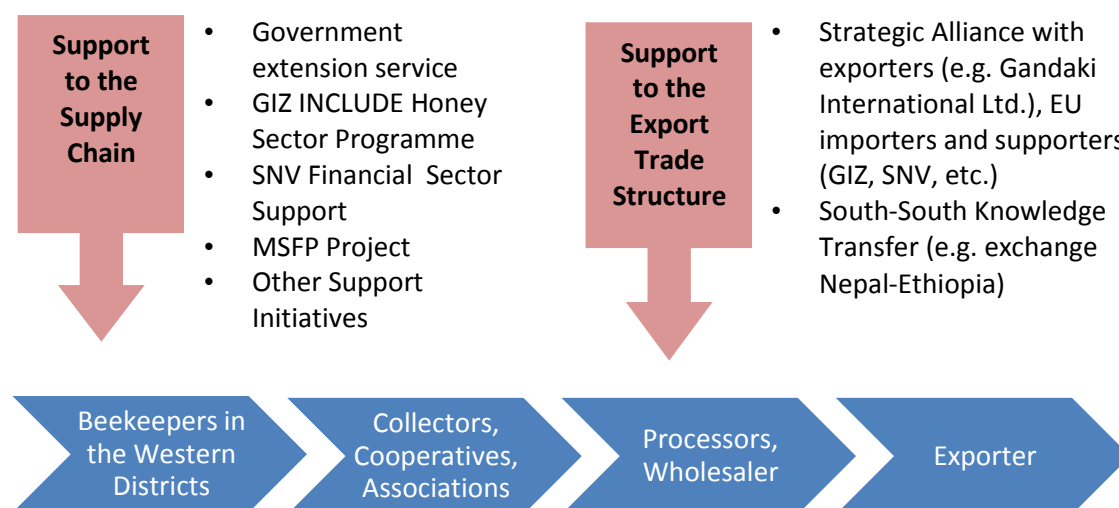 Support
to the
Supply
Chain
• Government
extension service
• GIZ INCLUDE Honey
Sector Programme
• SNV Financial Sector
Support
• MSFP Project
• Other Support
Initiatives
Support
to the
Export
Trade
Structure
• Strategic Alliance with
exporters (e.g. Gandaki
International Ltd.), EU
importers and supporters
(GIZ, SNV, etc.)
• South-South Knowledge
Transfer (e.g. exchange
Nepal-Ethiopia)
Beekeepers in
the Western
Districts
Collectors,
Cooperatives,
Associations
Processors,
Wholesaler
Exporter